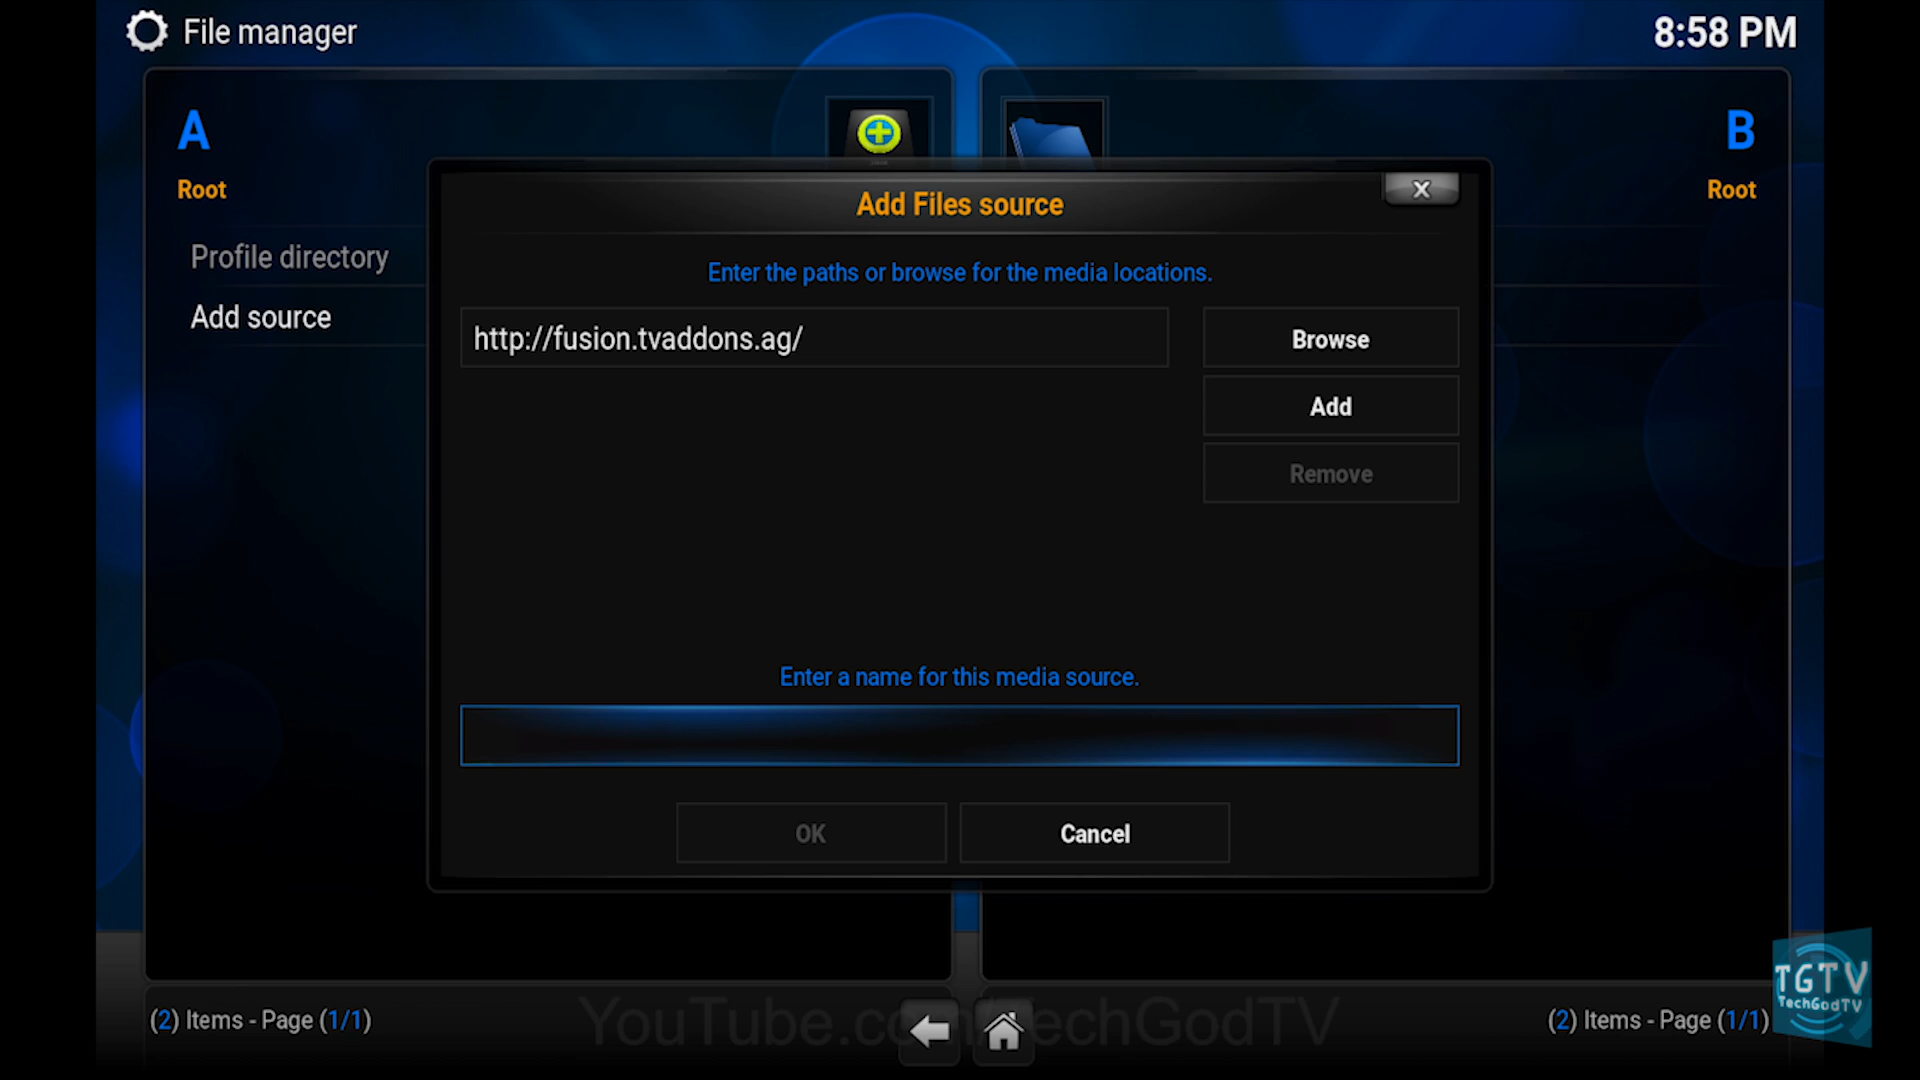 File manager
8:58 PM
A
B
Root
Root
Add Files source
X
Profile directory
Enter the paths or browse for the media locations.
Add source
http://fusion.tvaddons.ag/
Browse
Add
Remove
Enter a name for this media source.
OK
Cancel
TGTV
TechGodTV
(2) Items - Page (1/1)
YouTube.c
echGodTV
(2) Items - Page (1/1)